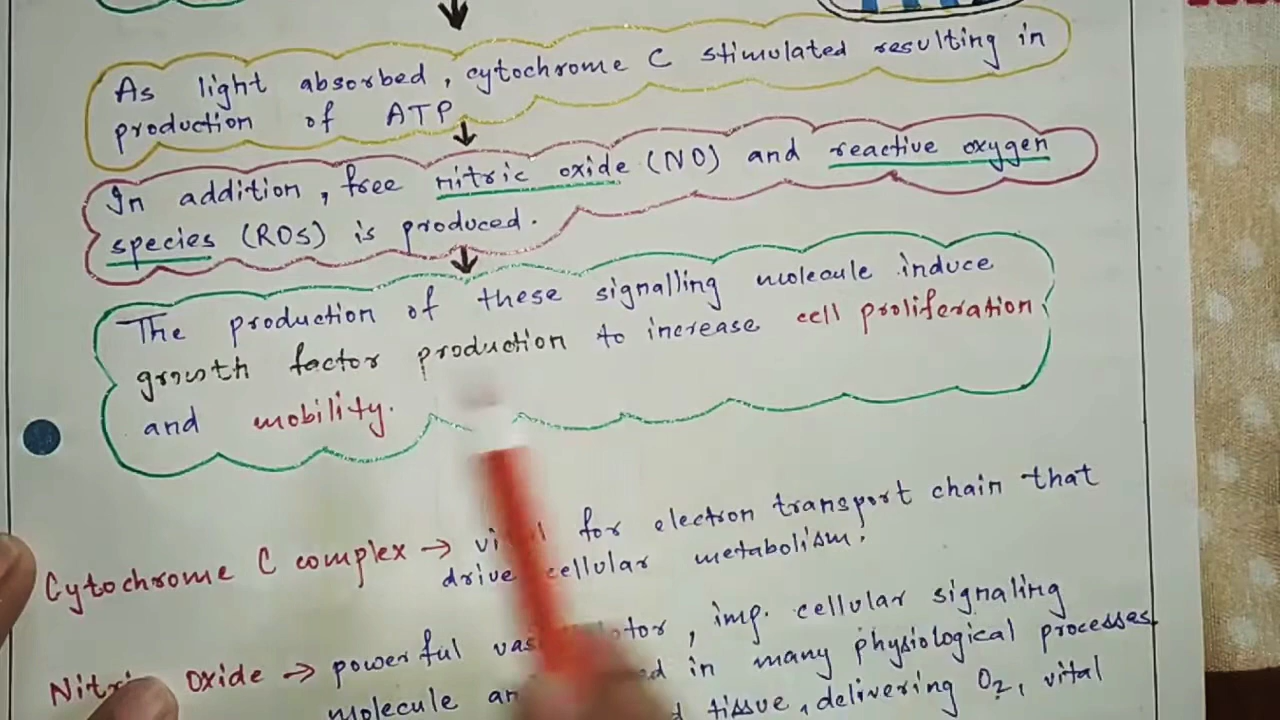 As light absorbed, cytochrome C stimulated resulting in
production of ATP
In addition, free nitric oxide (NO) and reactive oxygen
species (ROS) is produced.
The production of these signalling molecule induce
growth factor production to increase cell proliferation
and mobility.
Cytochrome C complex → for electron transport chain that
drive cellular metabolism.
oxide → powerful , imp. cellular signaling
molecule in many physiological processes
tissue, delivering O2, vital